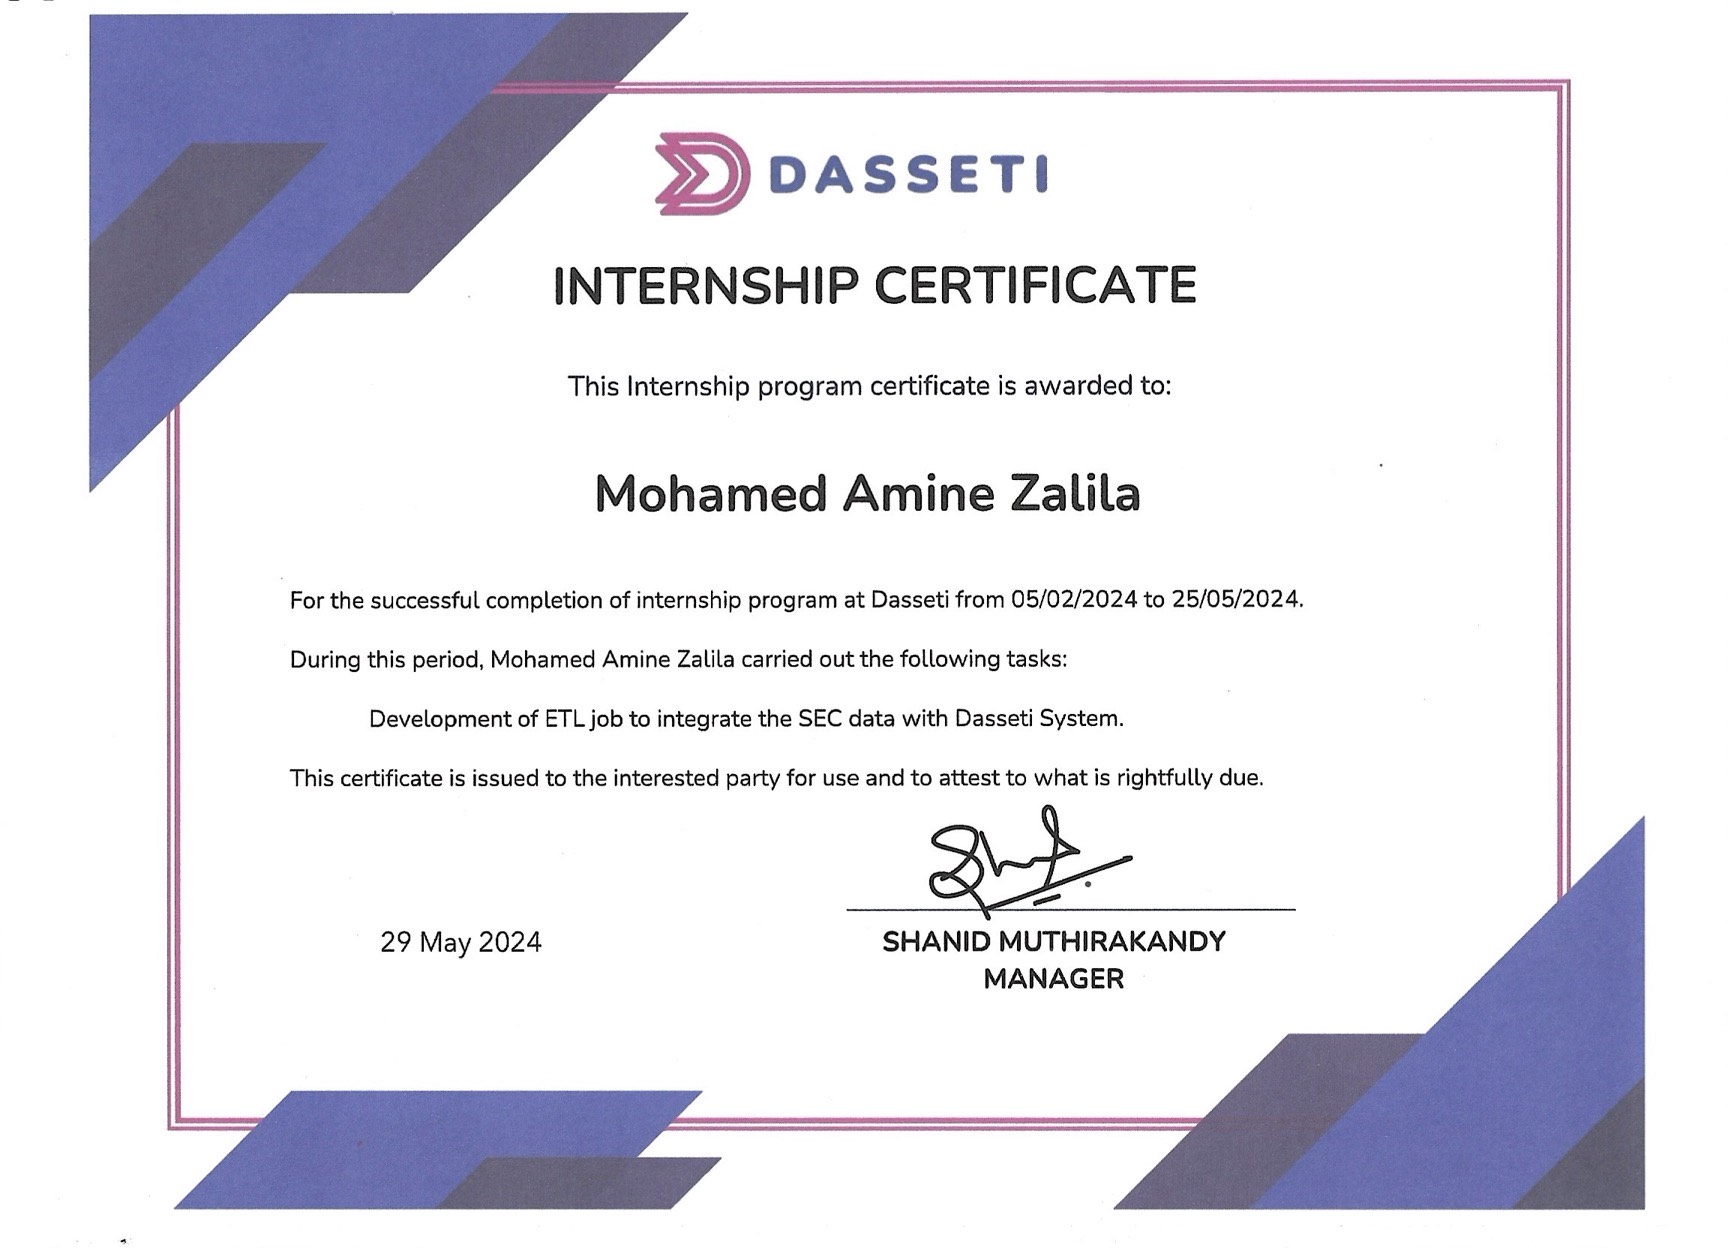 DASSETI
INTERNSHIP CERTIFICATE
This Internship program certificate is awarded to:
Mohamed Amine Zalila
For the successful completion of internship program at Dasseti from 05/02/2024 to 25/05/2024.
During this period, Mohamed Amine Zalila carried out the following tasks:
Development of ETL job to integrate the SEC data with Dasseti System.
This certificate is issued to the interested party for use and to attest to what is rightfully due.
29 May 2024
SHANID MUTHIRAKANDY
MANAGER